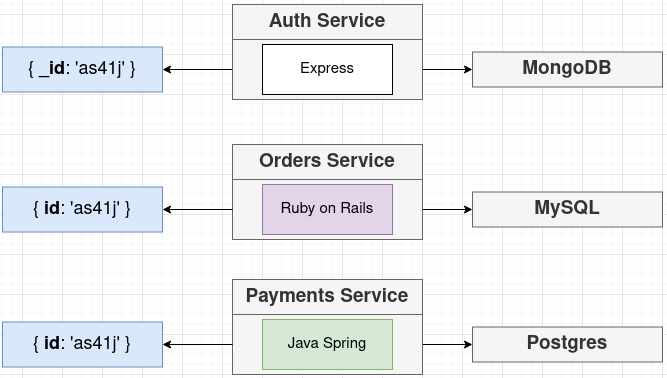 Auth Service
{ _id: 'as41j' }
Express
MongoDB
Orders Service
{ id: 'as41j' }
Ruby on Rails
MySQL
Payments Service
{ id: 'as41j' }
Java Spring
Postgres